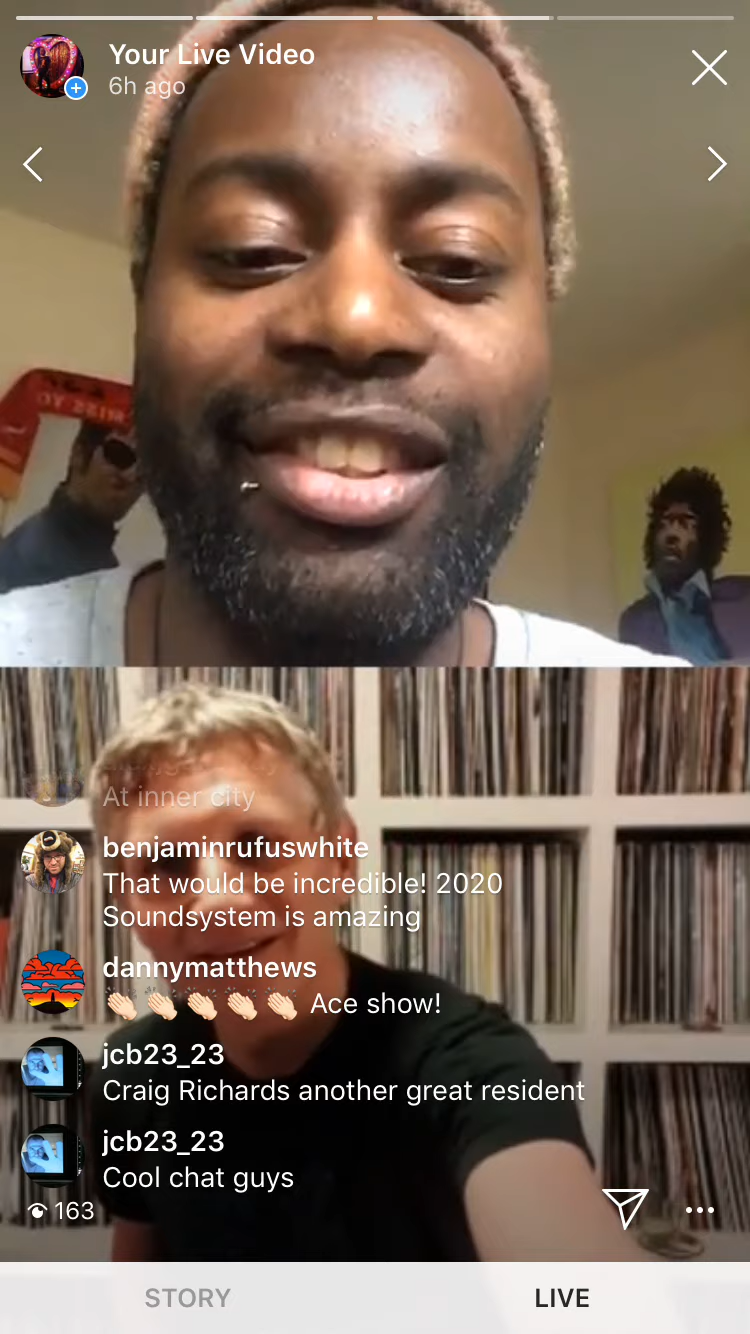 Your Live Video
6h ago
At inner city
benjaminrufuswhite
That would be incredible! 2020
Soundsystem is amazing
dannymatthews
👏🏻👏🏻👏🏻👏🏻👏🏻 Ace show!
jcb23_23
Craig Richards another great resident
jcb23_23
Cool chat guys
163
STORY
LIVE